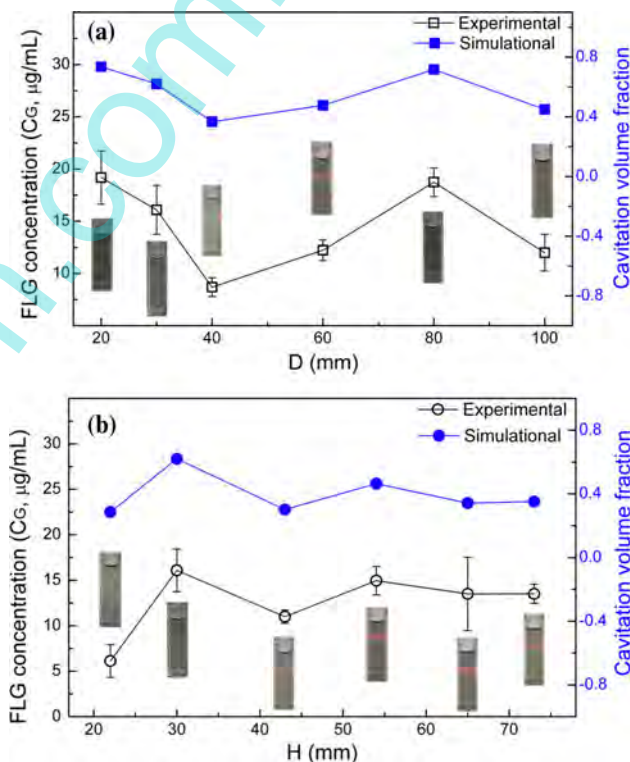 (a)
Experimental
Simulational
FLG concentration (CG, µg/mL)
30
25
20
15
10
0.8
0.4
0.0
-0.4
-0.8
Cavitation volume fraction
20
40
60
80
100
D (mm)
(b)
Experimental
Simulational
FLG concentration (CG, µg/mL)
35
30
25
20
15
10
5
0
0.8
0.4
0.0
-0.4
-0.8
Cavitation volume fraction
20
30
40
50
60
70
H (mm)